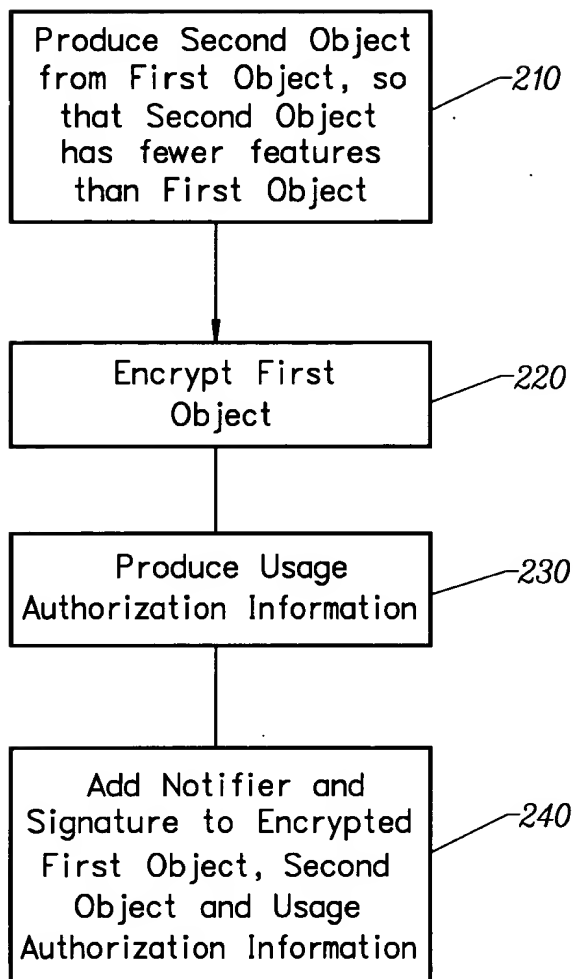 Produce Second Object
from First Object, so
that Second Object
has fewer features
than First Object
210
Encrypt First
Object
220
Produce Usage
Authorization Information
230
Add Notifier and
Signature to Encrypted
First Object, Second
Object and Usage
Authorization Information
240